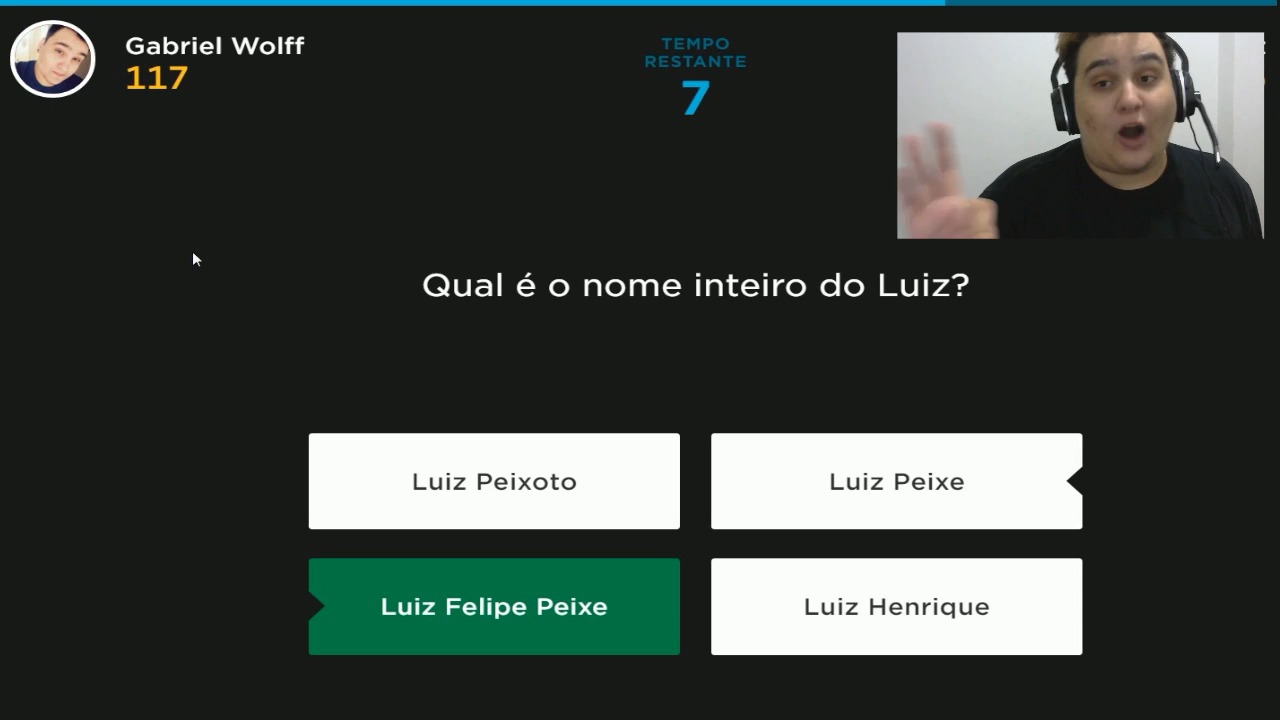 Gabriel Wolff
117
TEMPO
RESTANTE
7
Qual é o nome inteiro do Luiz?
Luiz Peixoto
Luiz Peixe
Luiz Felipe Peixe
Luiz Henrique